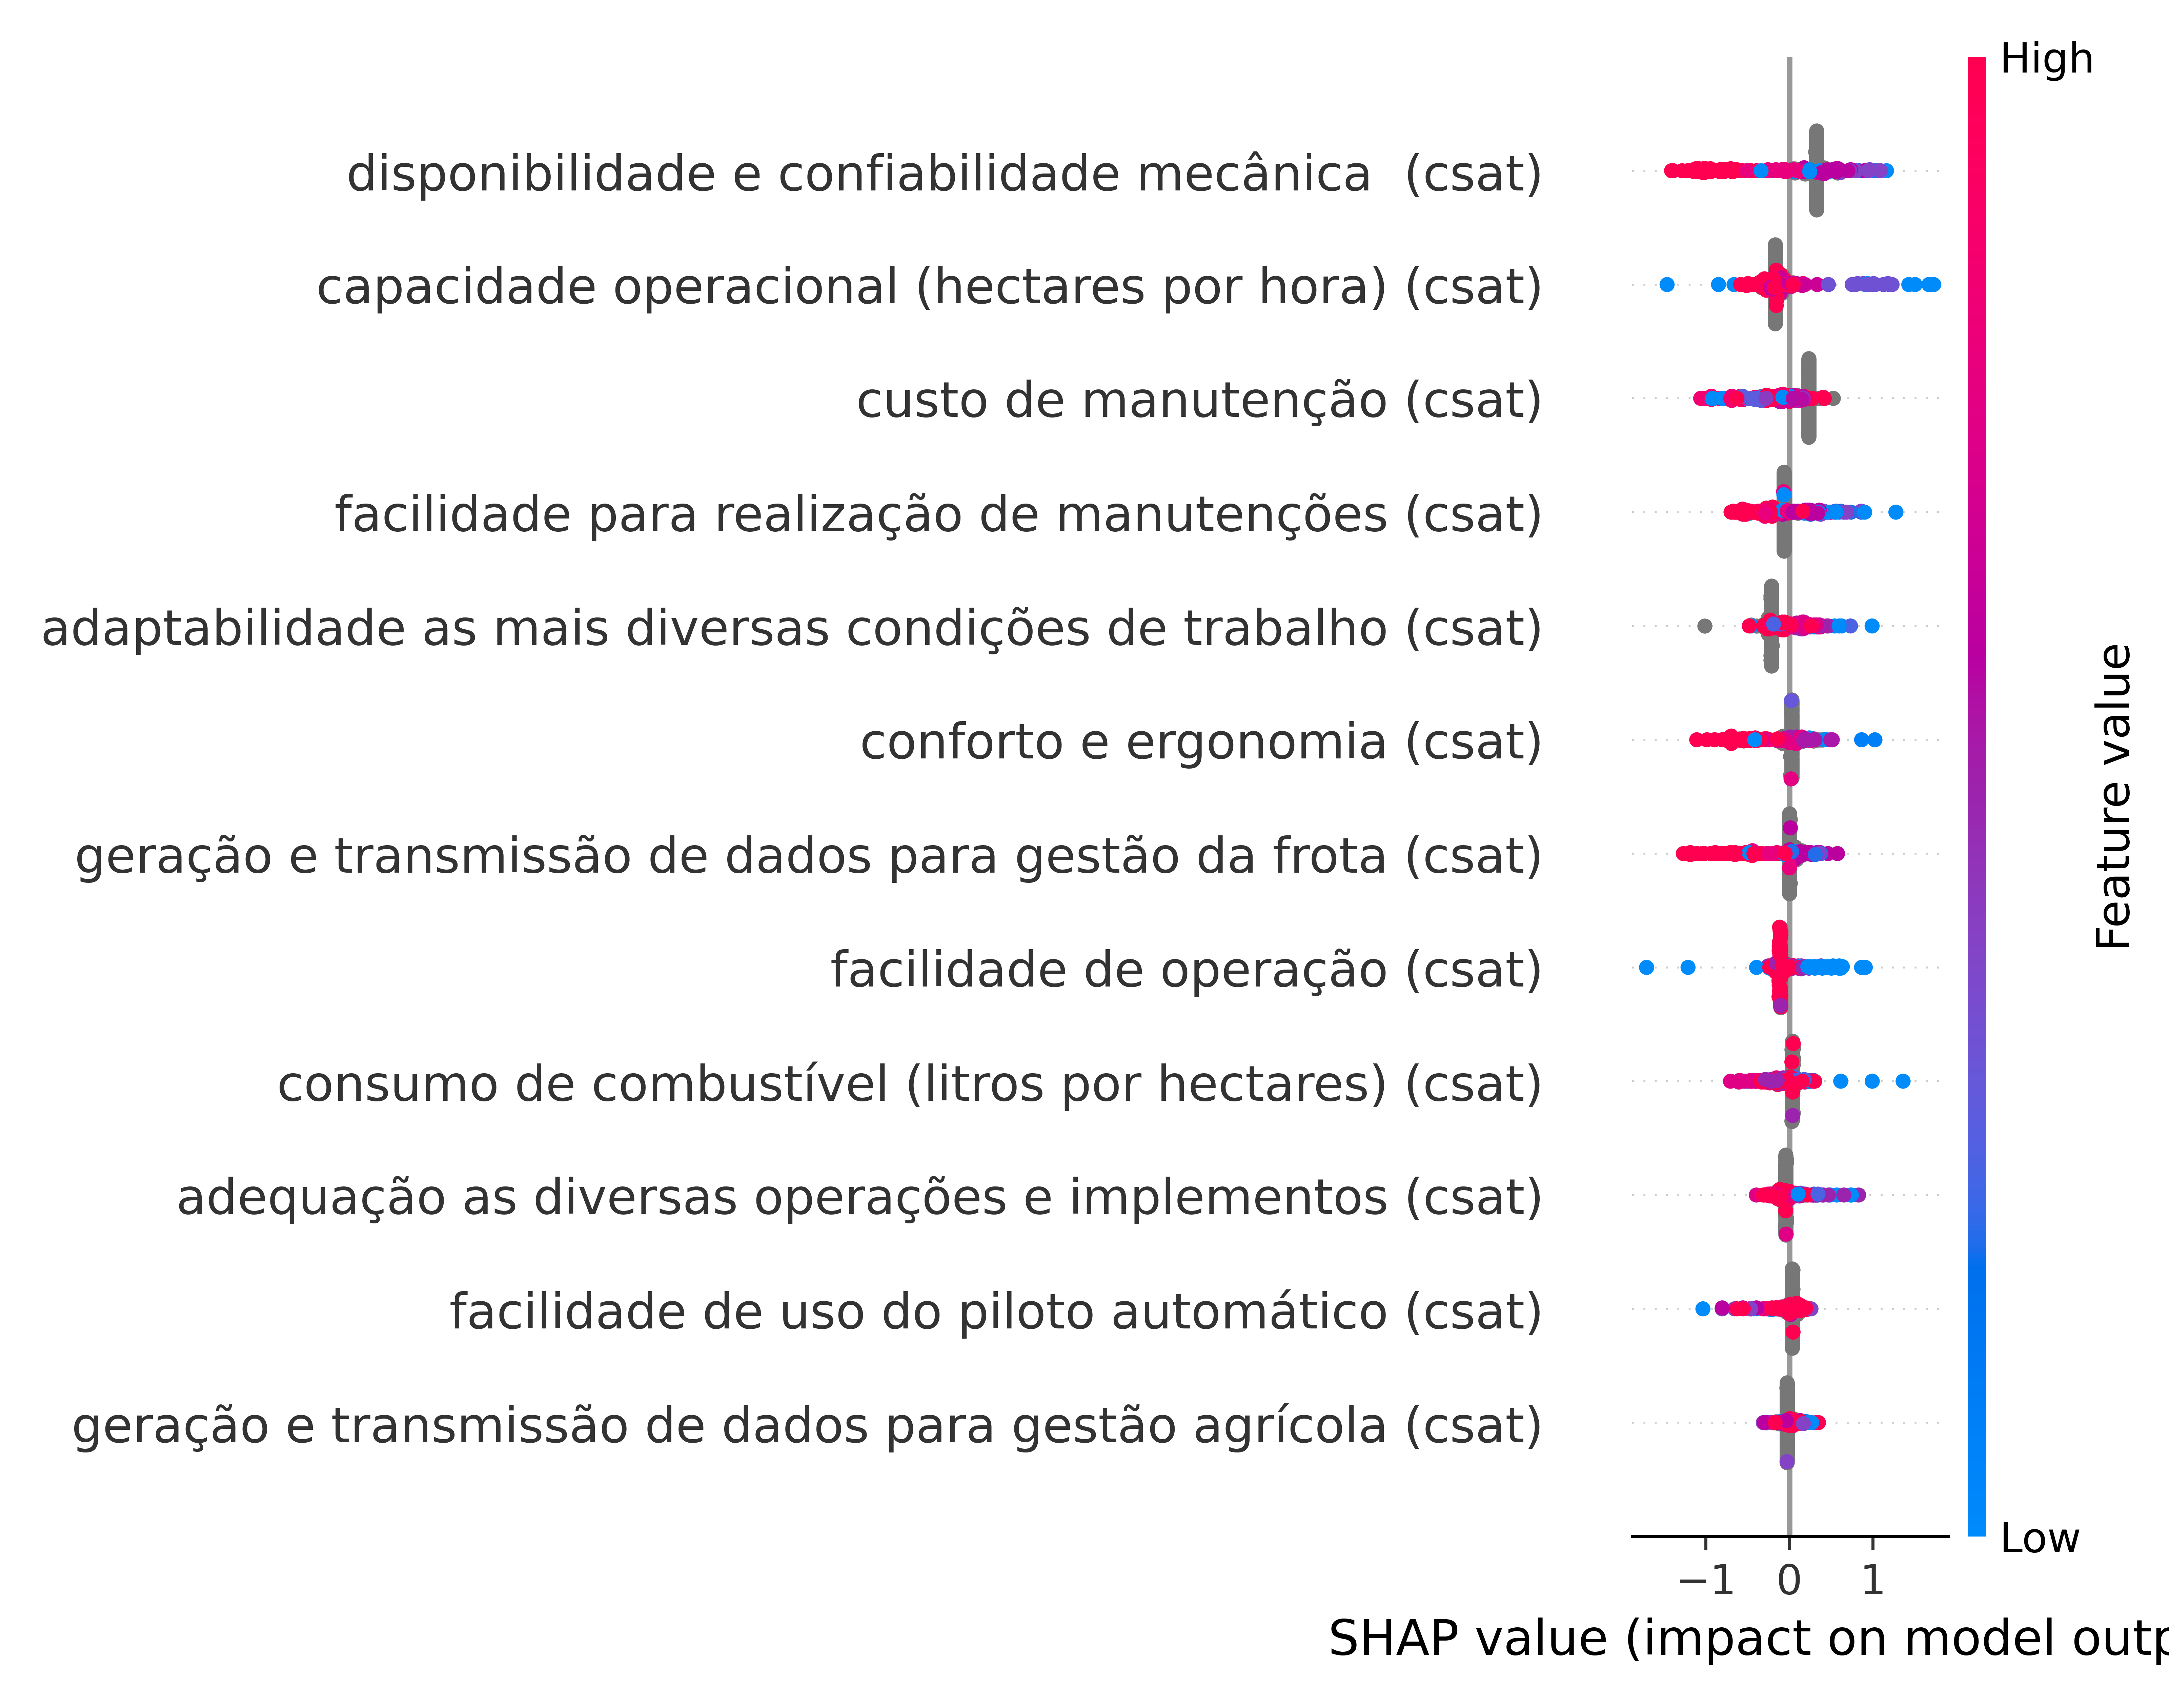 High
disponibilidade e confiabilidade mecânica  (csat)
capacidade operacional (hectares por hora) (csat)
custo de manutenção (csat)
facilidade para realização de manutenções (csat)
adaptabilidade as mais diversas condições de trabalho (csat)
conforto e ergonomia (csat)
geração e transmissão de dados para gestão da frota (csat)
facilidade de operação (csat)
consumo de combustível (litros por hectares) (csat)
adequação as diversas operações e implementos (csat)
facilidade de uso do piloto automático (csat)
geração e transmissão de dados para gestão agrícola (csat)
Feature value
Low
−1 0 1
SHAP value (impact on model outp